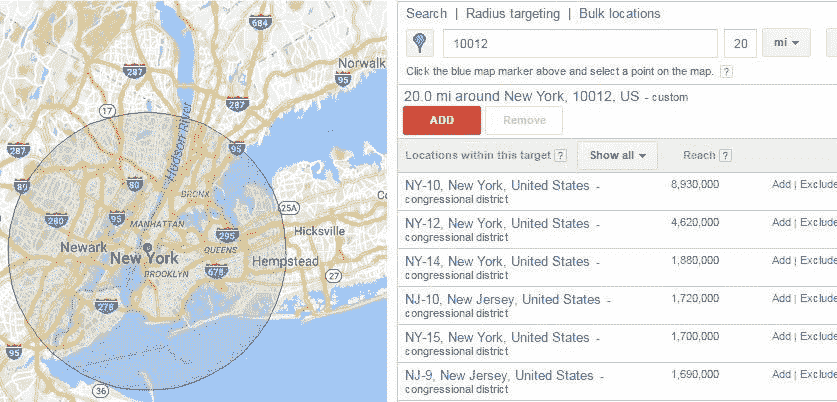 684
287
Norwalk
95
287
17
Hudson River
287
95
80
80
BRONX
280
95
MANHATTAN
25A
C
Hicksville
Newark
New York
QUEENS
295
Hempstead
BROOKLYN
678
27
278
95
36
Search | Radius targeting | Bulk locations
10012 20 mi
Click the blue map marker above and select a point on the map. ?
20.0 mi around New York, 10012, US - custom
ADD Remove
Locations within this target ? Show all Reach ?
NY-10, New York, United States - 8,930,000 Add | Exclude
congressional district
NY-12, New York, United States - 4,620,000 Add | Exclude
congressional district
NY-14, New York, United States - 1,880,000 Add | Exclude
congressional district
NJ-10, New Jersey, United States - 1,720,000 Add | Exclude
congressional district
NY-15, New York, United States - 1,700,000 Add | Exclude
congressional district
NJ-9, New Jersey, United States - 1,590,000 Add | Exclude
congressional district